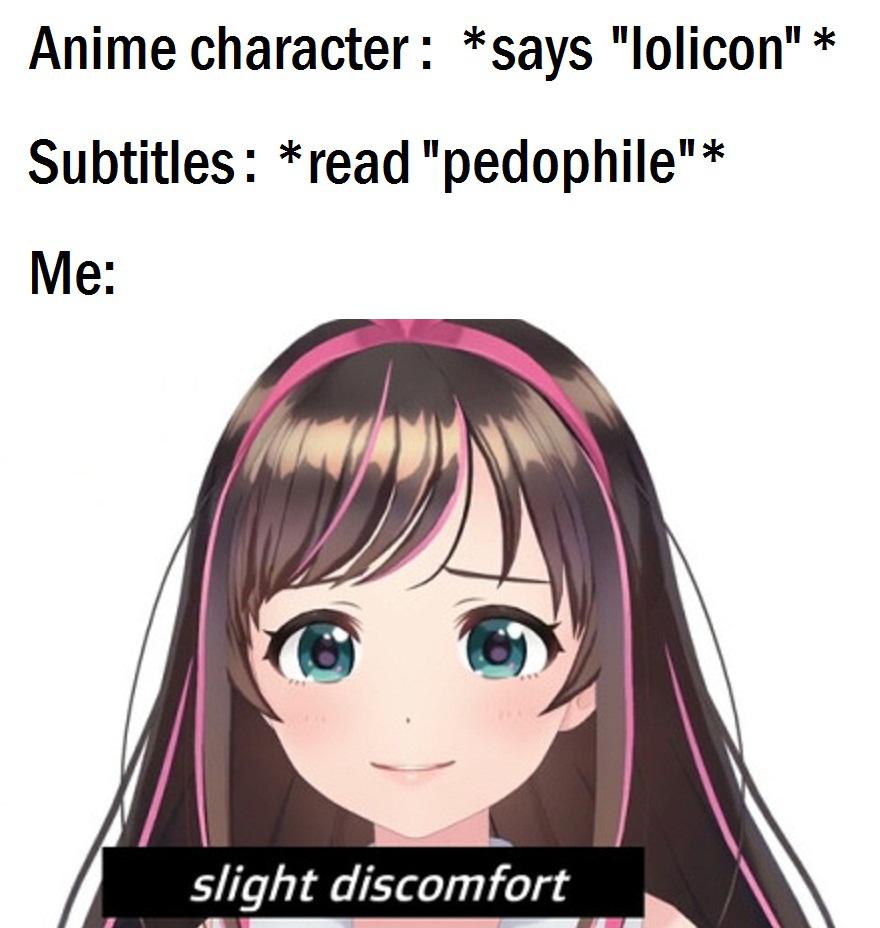 Anime character : *says "lolicon" *
Subtitles : *read "pedophile"*
Me:
slight discomfort